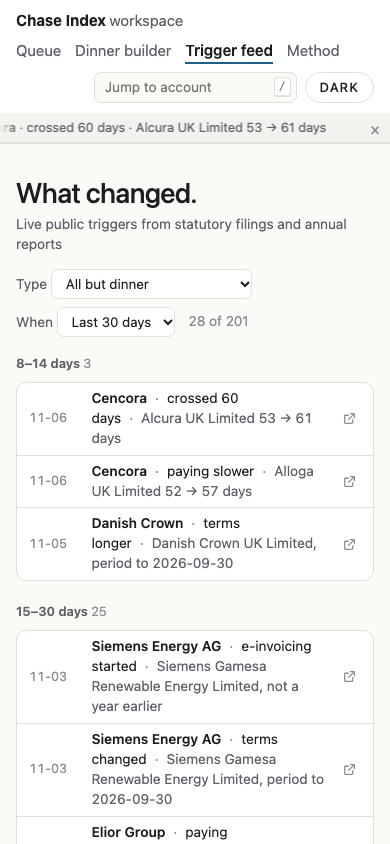 Chase Index workspace
Queue Dinner builder Trigger feed Method
Jump to account / DARK
· crossed 60 days · Alcura UK Limited 53 → 61 days ×
What changed.
Live public triggers from statutory filings and annual
reports
Type All but dinner
When Last 30 days 28 of 201
8–14 days 3
Cencora · crossed 60
11-06 days · Alcura UK Limited 53 → 61
days
Cencora · paying slower · Alloga
11-06
UK Limited 52 → 57 days
Danish Crown · terms
11-05 longer · Danish Crown UK Limited,
period to 2026-09-30
15–30 days 25
Siemens Energy AG · e-invoicing
started · Siemens Gamesa
11-03
Renewable Energy Limited, not a
year earlier
Siemens Energy AG · terms
changed · Siemens Gamesa
11-03
Renewable Energy Limited, period to
2026-09-30
Elior Group · paying